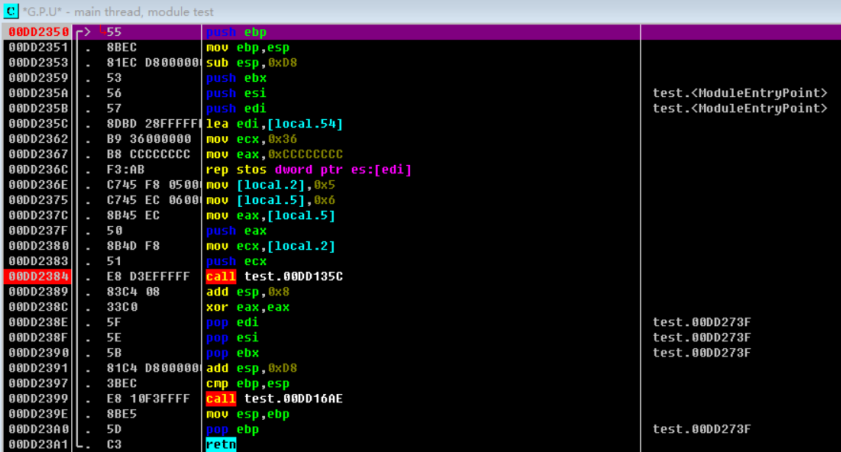 *G.P.U* - main thread, module test
00DD2350 > 55 push ebp
00DD2351 . 8BEC mov ebp,esp
00DD2353 . 81EC D8000000 sub esp,0xD8
00DD2359 . 53 push ebx
00DD235A . 56 push esi test.<ModuleEntryPoint>
00DD235B . 57 push edi test.<ModuleEntryPoint>
00DD235C . 8DBD 28FFFFFF lea edi,[local.54]
00DD2362 . B9 36000000 mov ecx,0x36
00DD2367 . B8 CCCCCCCC mov eax,0xCCCCCCCC
00DD236C . F3:AB rep stos dword ptr es:[edi]
00DD236E . C745 F8 0500 mov [local.2],0x5
00DD2375 . C745 EC 0600 mov [local.5],0x6
00DD237C . 8B45 EC mov eax,[local.5]
00DD237F . 50 push eax
00DD2380 . 8B4D F8 mov ecx,[local.2]
00DD2383 . 51 push ecx
00DD2384 . E8 D3EFFFFF call test.00DD135C
00DD2389 . 83C4 08 add esp,0x8
00DD238C . 33C0 xor eax,eax
00DD238E . 5F pop edi test.00DD273F
00DD238F . 5E pop esi test.00DD273F
00DD2390 . 5B pop ebx test.00DD273F
00DD2391 . 81C4 D8000000 add esp,0xD8
00DD2397 . 3BEC cmp ebp,esp
00DD2399 . E8 10F3FFFF call test.00DD16AE
00DD239E . 8BE5 mov esp,ebp
00DD23A0 . 5D pop ebp test.00DD273F
00DD23A1 . C3 retn